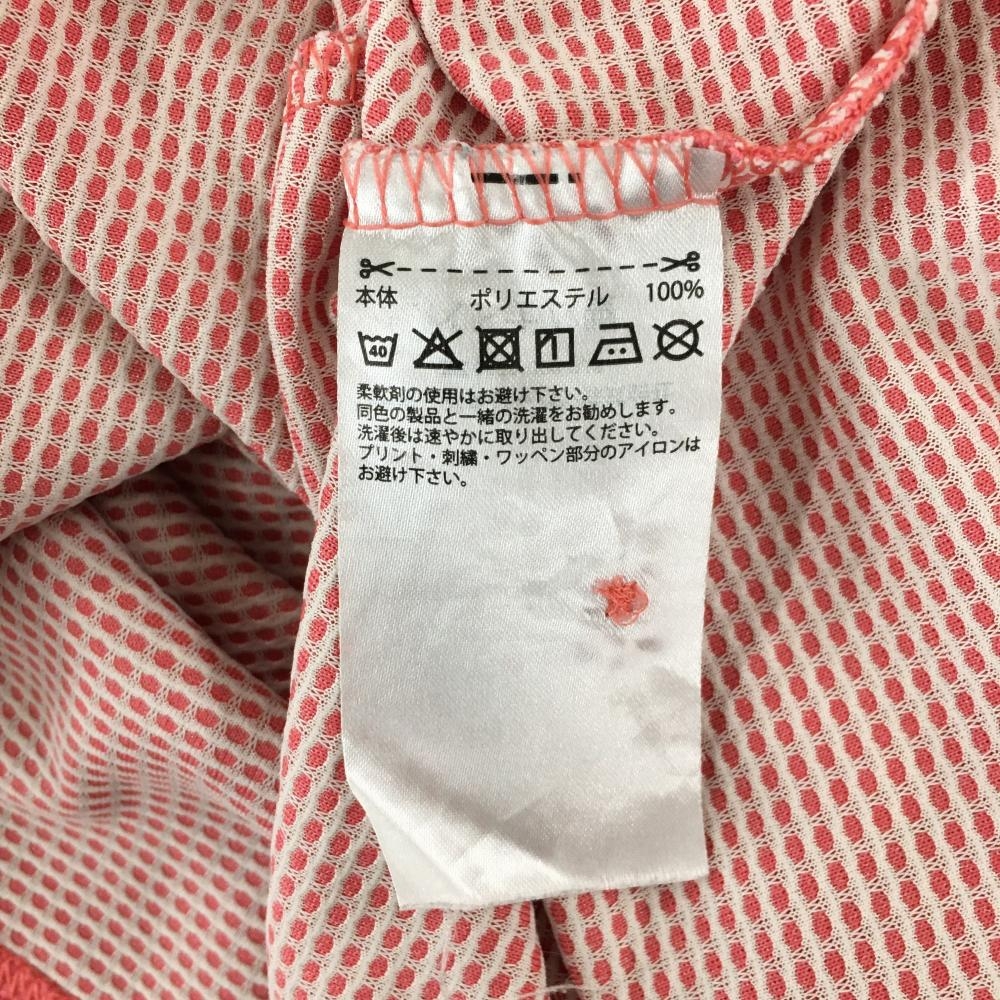 本体 ポリエステル 100%
40
柔軟剤の使用はお避け下さい。
同色の製品と一緒の洗濯をお勧めします。
洗濯後は速やかに取り出してください。
プリント・刺繍・ワッペン部分のアイロンは
お避け下さい。